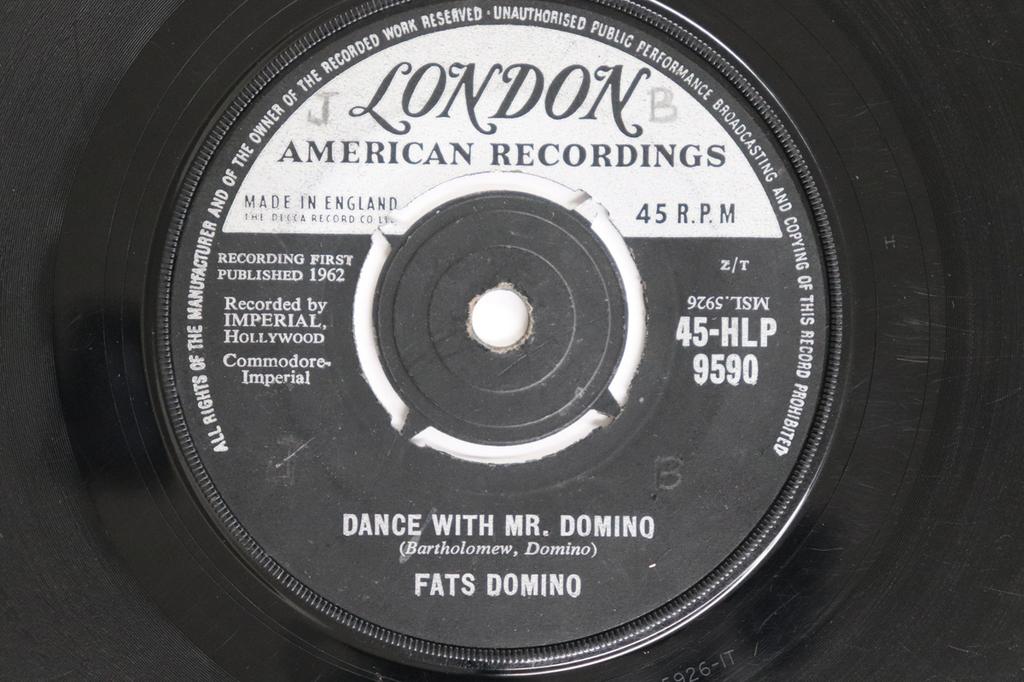 ALL RIGHTS OF THE MANUFACTURER AND OF THE OWNER OF THE RECORDED WORK RESERVED · UNAUTHORISED PUBLIC PERFORMANCE BROADCASTING AND COPYING OF THIS RECORD PROHIBITED
J B
LONDON
AMERICAN RECORDINGS
MADE IN ENGLAND
THE DECCA RECORD CO LTD
45 R.P.M
RECORDING FIRST
PUBLISHED 1962
Z/T
MSL.5926
Recorded by
IMPERIAL,
HOLLYWOOD
45-HLP
9590
Commodore-
Imperial
J B
DANCE WITH MR. DOMINO
(Bartholomew, Domino)
FATS DOMINO
5926-1T